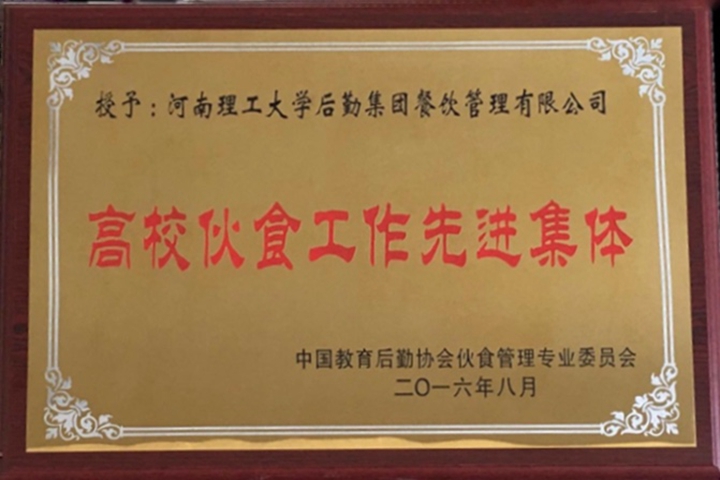 授予：河南理工大学后勤集团餐饮管理有限公司
高校伙食工作先进集体
中国教育后勤协会伙食管理专业委员会
二〇一六年八月